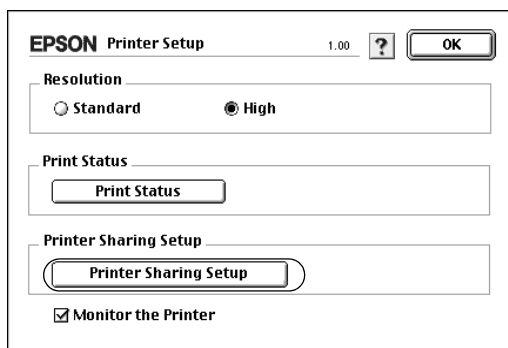 EPSON Printer Setup 1.00 ? OK
Resolution
Standard High
Print Status
Print Status
Printer Sharing Setup
Printer Sharing Setup
Monitor the Printer